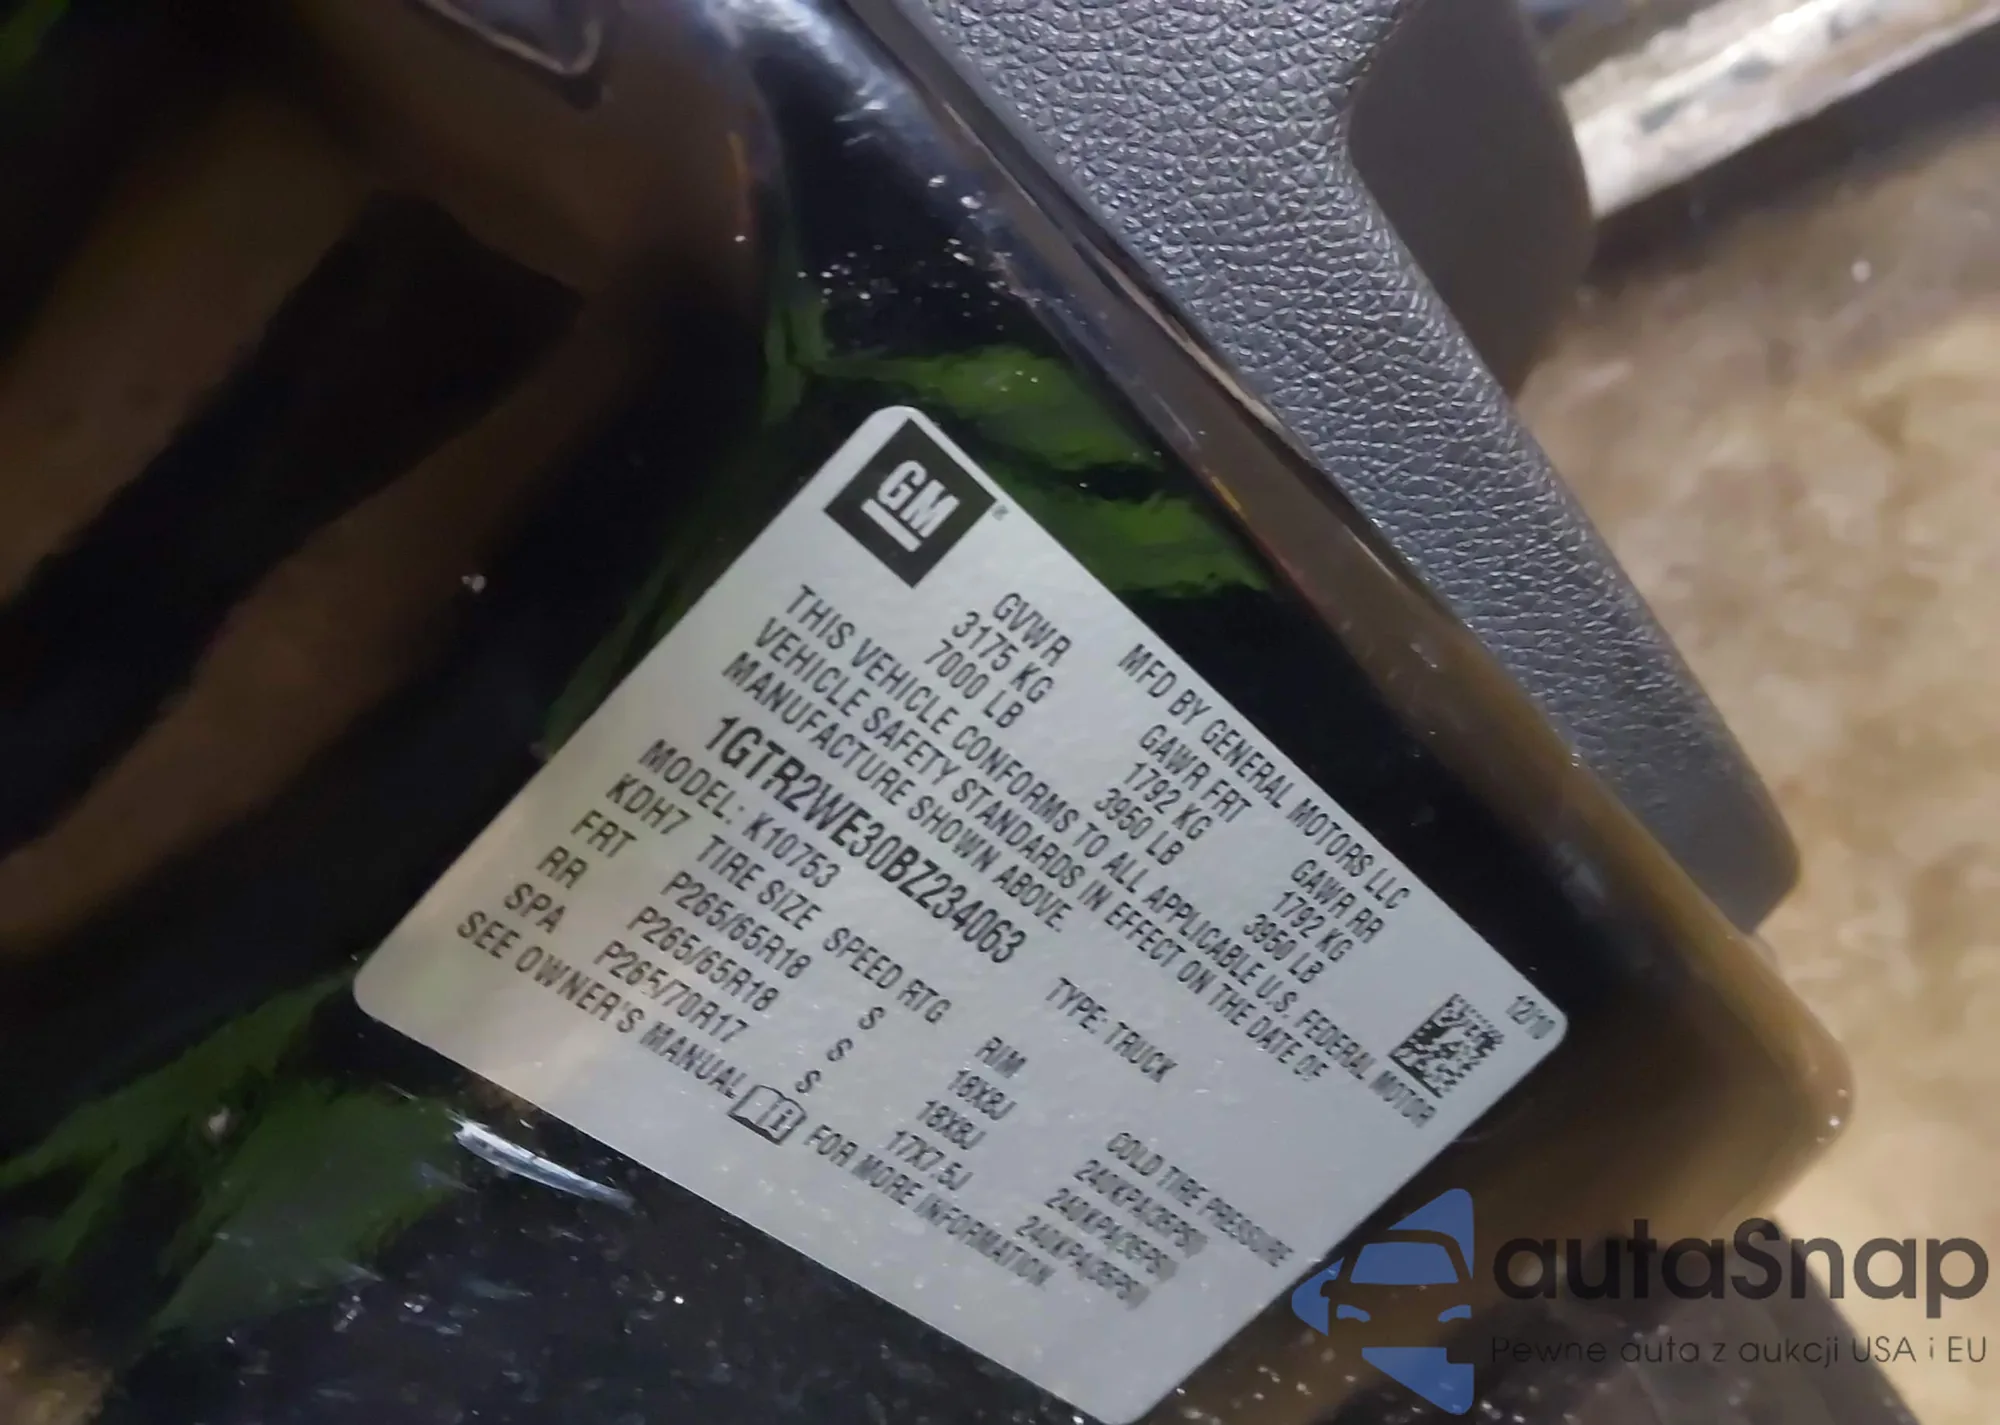 GM
MFD BY GENERAL MOTORS LLC 12/10
GVWR GAWR FRT GAWR RR
3175 KG 1792 KG 1792 KG
7000 LB 3950 LB 3950 LB
THIS VEHICLE CONFORMS TO ALL APPLICABLE U.S. FEDERAL MOTOR
VEHICLE SAFETY STANDARDS IN EFFECT ON THE DATE OF
MANUFACTURE SHOWN ABOVE.
1GTR2WE30BZ234063 TYPE: TRUCK
MODEL: K10753
KDH7 TIRE SIZE SPEED RTG RIM COLD TIRE PRESSURE
FRT P265/65R18 S 18X8J 240KPA(35PSI)
RR P265/65R18 S 18X8J 240KPA(35PSI)
SPA P265/70R17 S 17X7.5J 240KPA(35PSI)
SEE OWNER'S MANUAL FOR MORE INFORMATION
autaSnap
Pewne auta z aukcji USA i EU